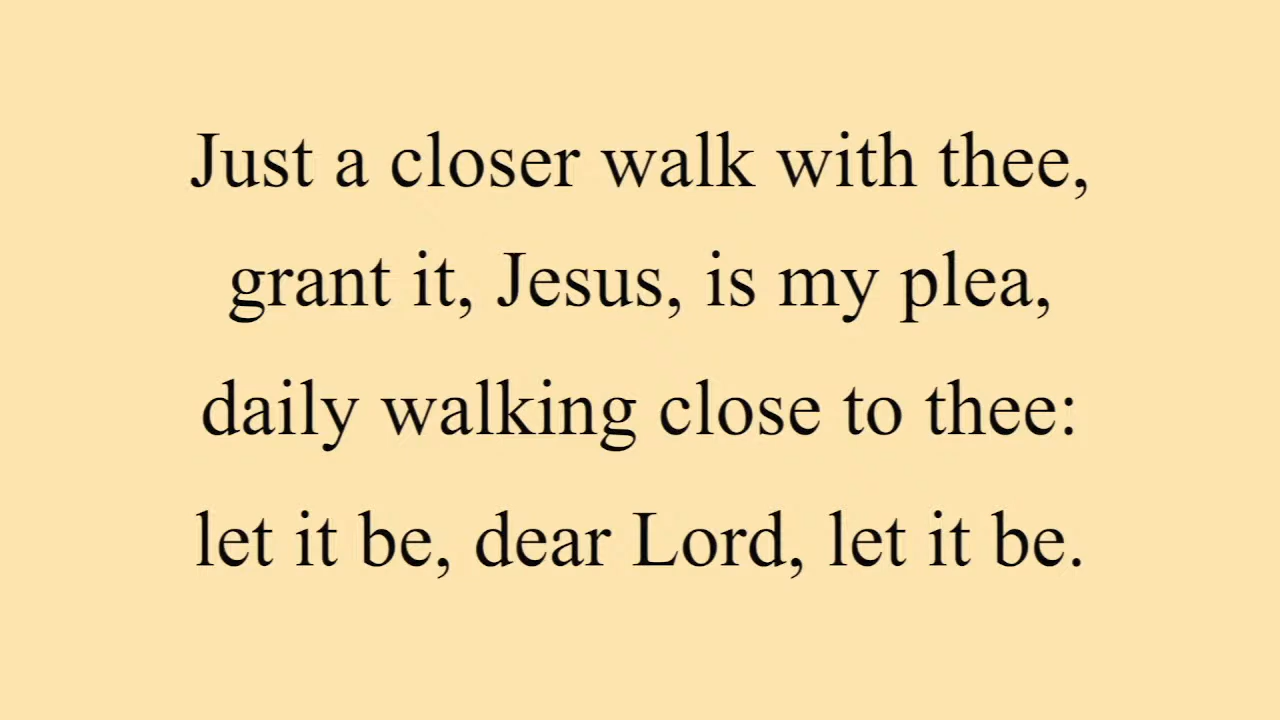 Just a closer walk with thee,
grant it, Jesus, is my plea,
daily walking close to thee:
let it be, dear Lord, let it be.